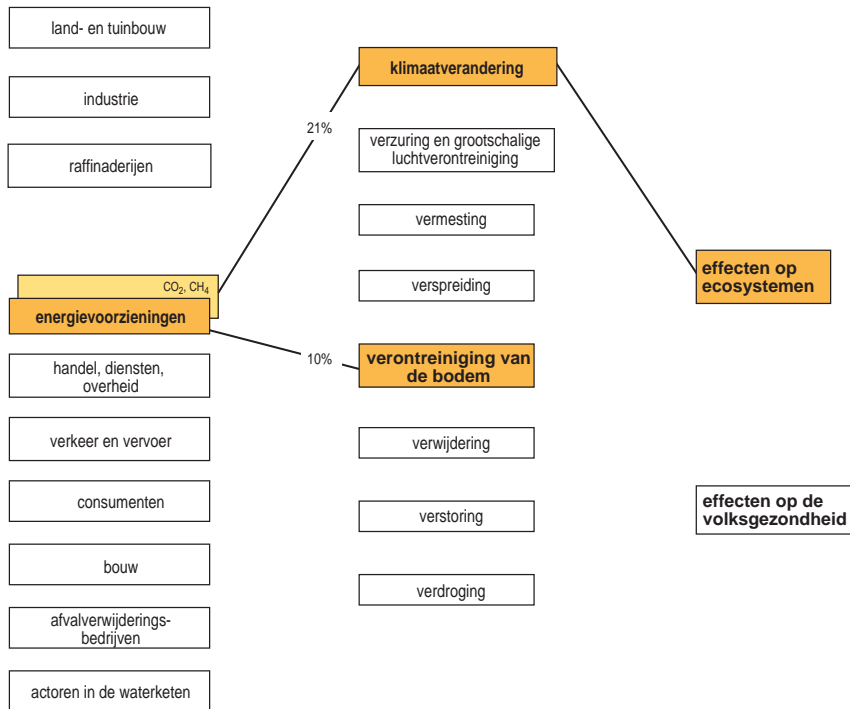 land- en tuinbouw
industrie
raffinaderijen
CO₂, CH₄
energievoorzieningen
handel, diensten,
overheid
verkeer en vervoer
consumenten
bouw
afvalverwijderings-
bedrijven
actoren in de waterketen
21%
10%
klimaatverandering
verzuring en grootschalige
luchtverontreiniging
vermesting
verspreiding
verontreiniging van
de bodem
verwijdering
verstoring
verdroging
effecten op
ecosystemen
effecten op de
volksgezondheid